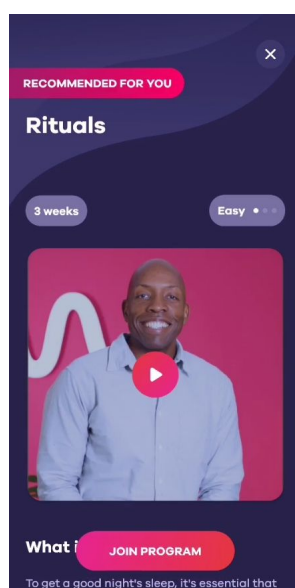 RECOMMENDED FOR YOU
Rituals
3 weeks
Easy
What i
JOIN PROGRAM
To get a good night's sleep, it's essential that